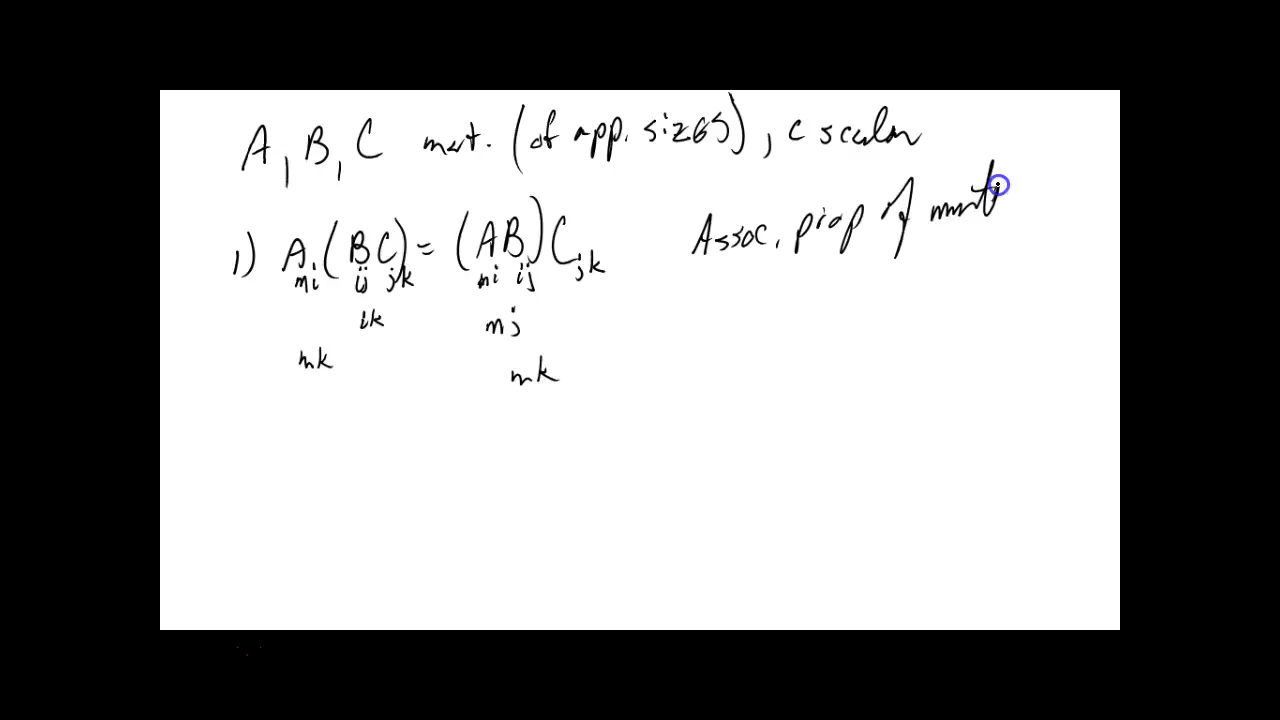 A, B, C mat. (of app. sizes), c scalar
1) A(BC) = (AB)C Assoc. prop of mult
mi ij jk mi ij jk
ik mj
mk mk